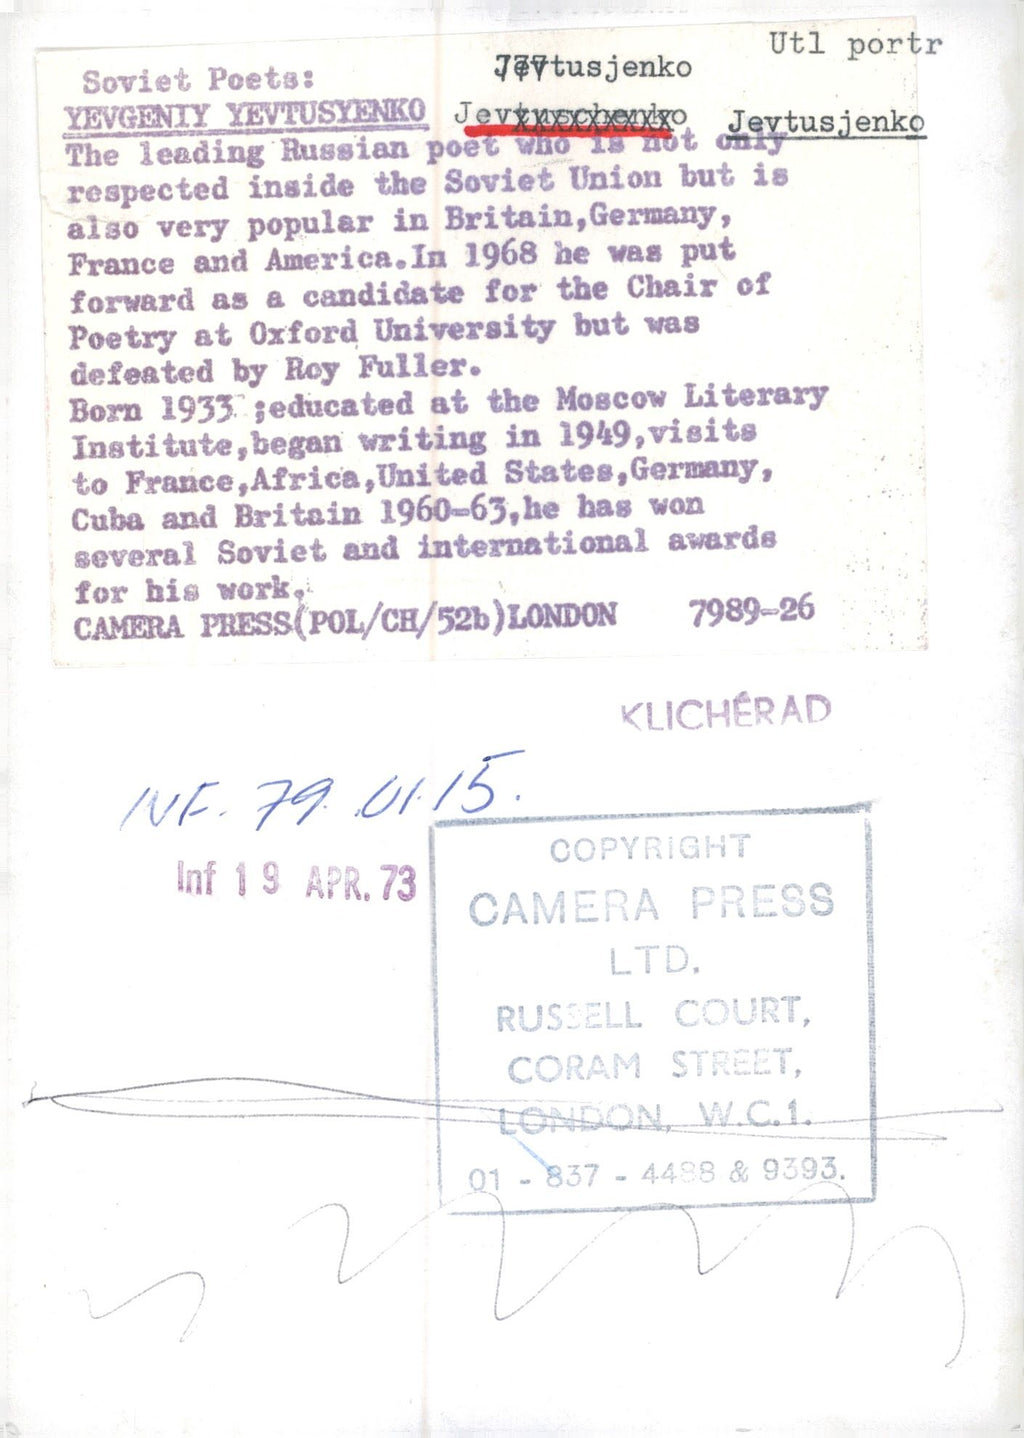 Utl portr
Jevtusjenko
Soviet Poets:
YEVGENIY YEVTUSYENKO
Jevtuschenko
Jevtusjenko
The leading Russian poet who is not only
respected inside the Soviet Union but is
also very popular in Britain,Germany,
France and America.In 1968 he was put
forward as a candidate for the Chair of
Poetry at Oxford University but was
defeated by Roy Fuller.
Born 1933 ;educated at the Moscow Literary
Institute,began writing in 1949,visits
to France,Africa,United States,Germany,
Cuba and Britain 1960-63,he has won
several Soviet and international awards
for his work.
CAMERA PRESS(POL/CH/52b)LONDON 7989-26
KLICHÉRAD
INF. 79.01.15.
Inf 19 APR. 73
COPYRIGHT
CAMERA PRESS
LTD.
RUSSELL COURT,
CORAM STREET,
LONDON, W.C.1.
01 - 837 - 4488 & 9393.